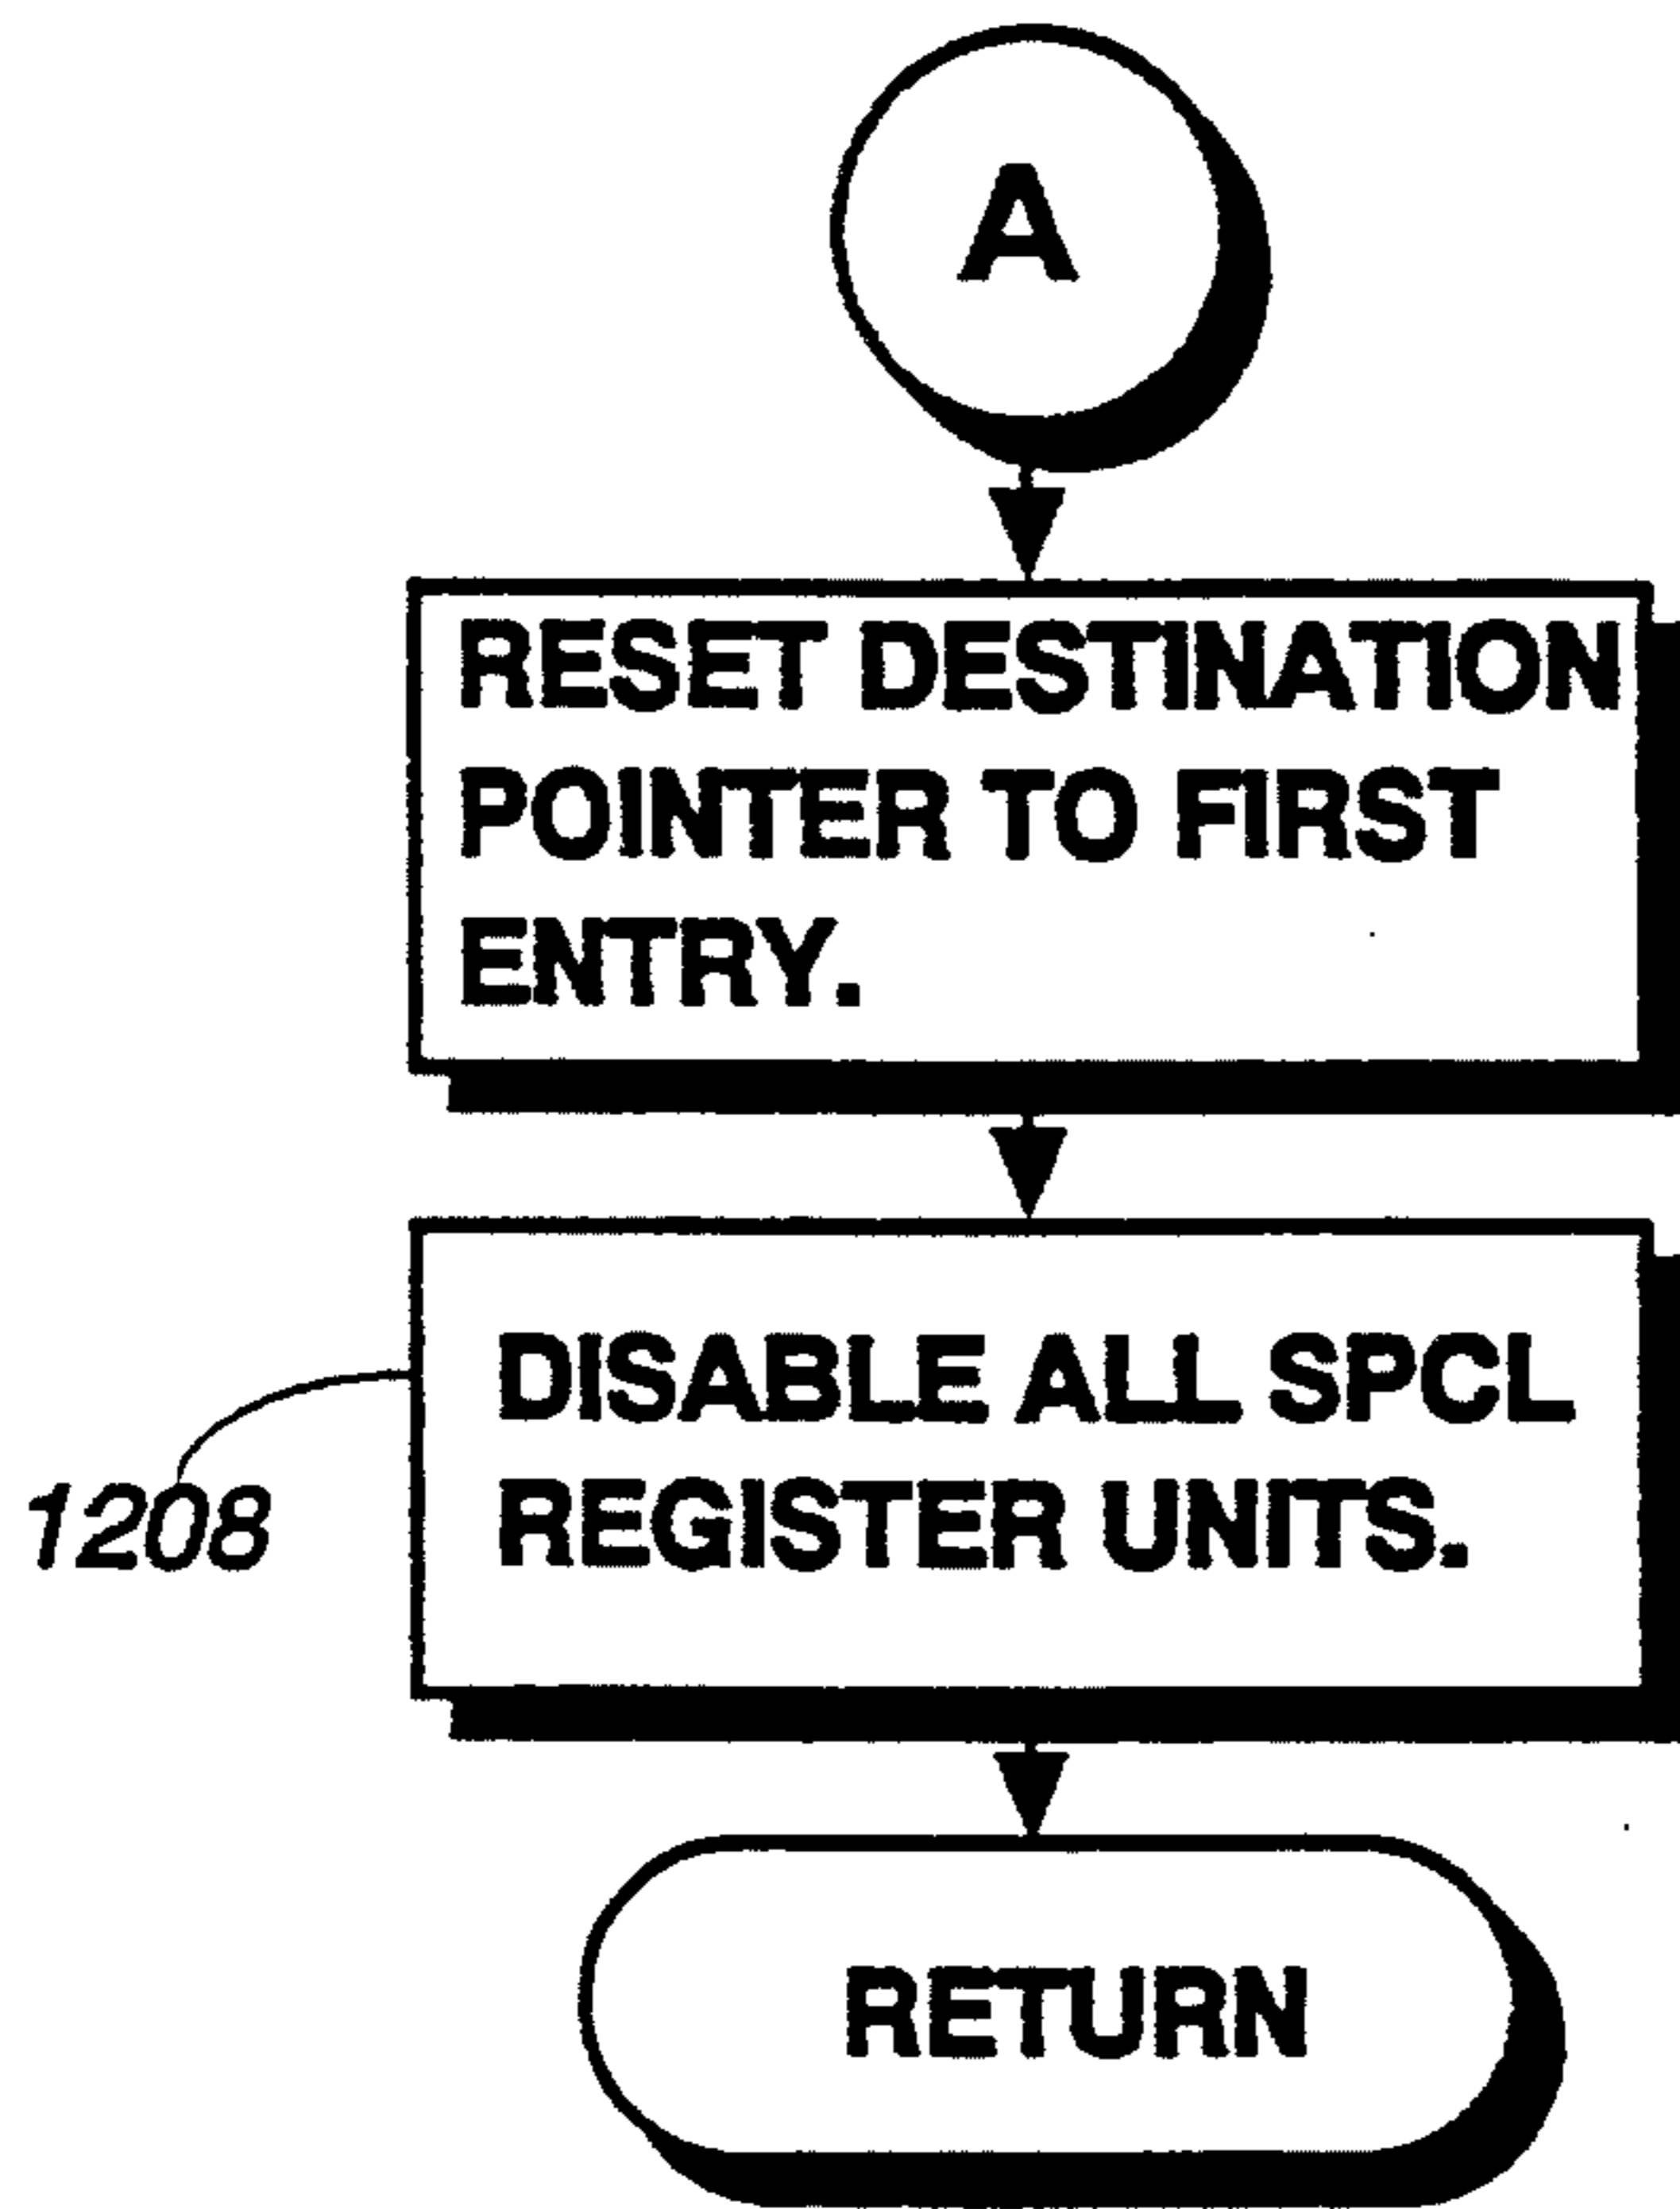 A
RESET DESTINATION
POINTER TO FIRST
ENTRY.
DISABLE ALL SPCL
REGISTER UNITS.
1208
RETURN